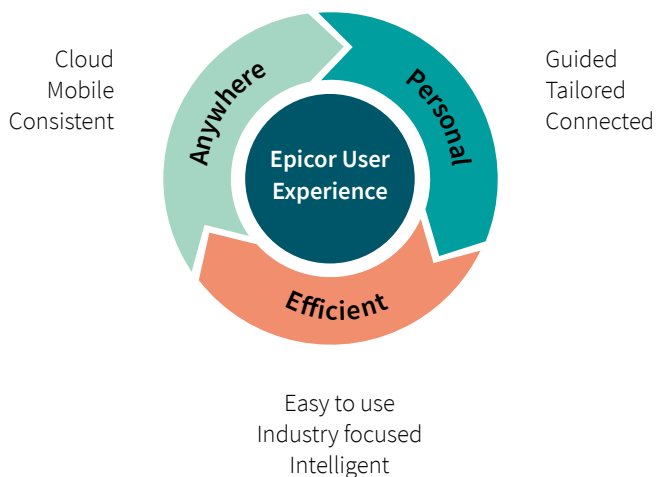 Cloud
Mobile
Consistent
Anywhere
Personal
Guided
Tailored
Connected
Epicor User
Experience
Efficient
Easy to use
Industry focused
Intelligent